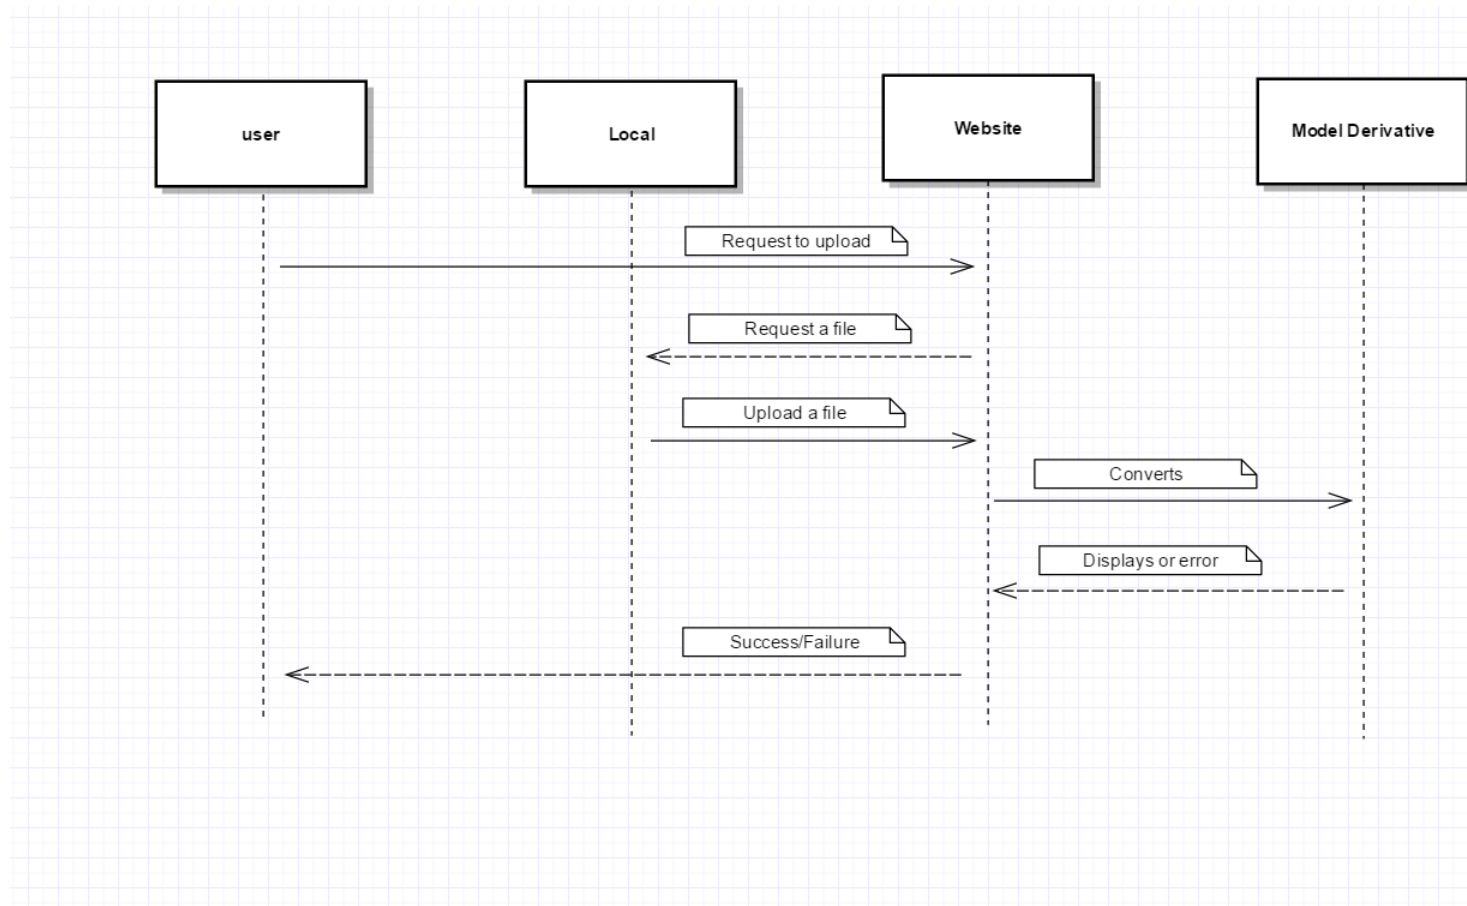 user
Local
Website
Model Derivative
Request to upload
Request a file
Upload a file
Converts
Displays or error
Success/Failure